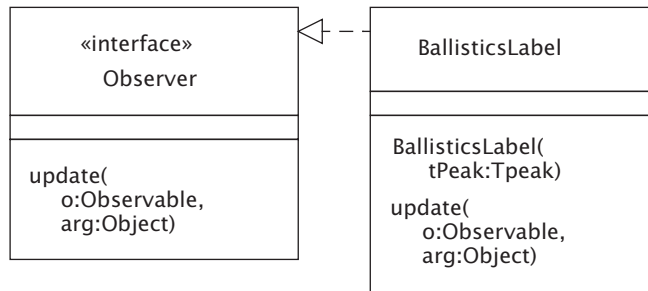 «interface»
Observer
update(
o:Observable,
arg:Object)
BallisticsLabel
BallisticsLabel(
tPeak:Tpeak)
update(
o:Observable,
arg:Object)